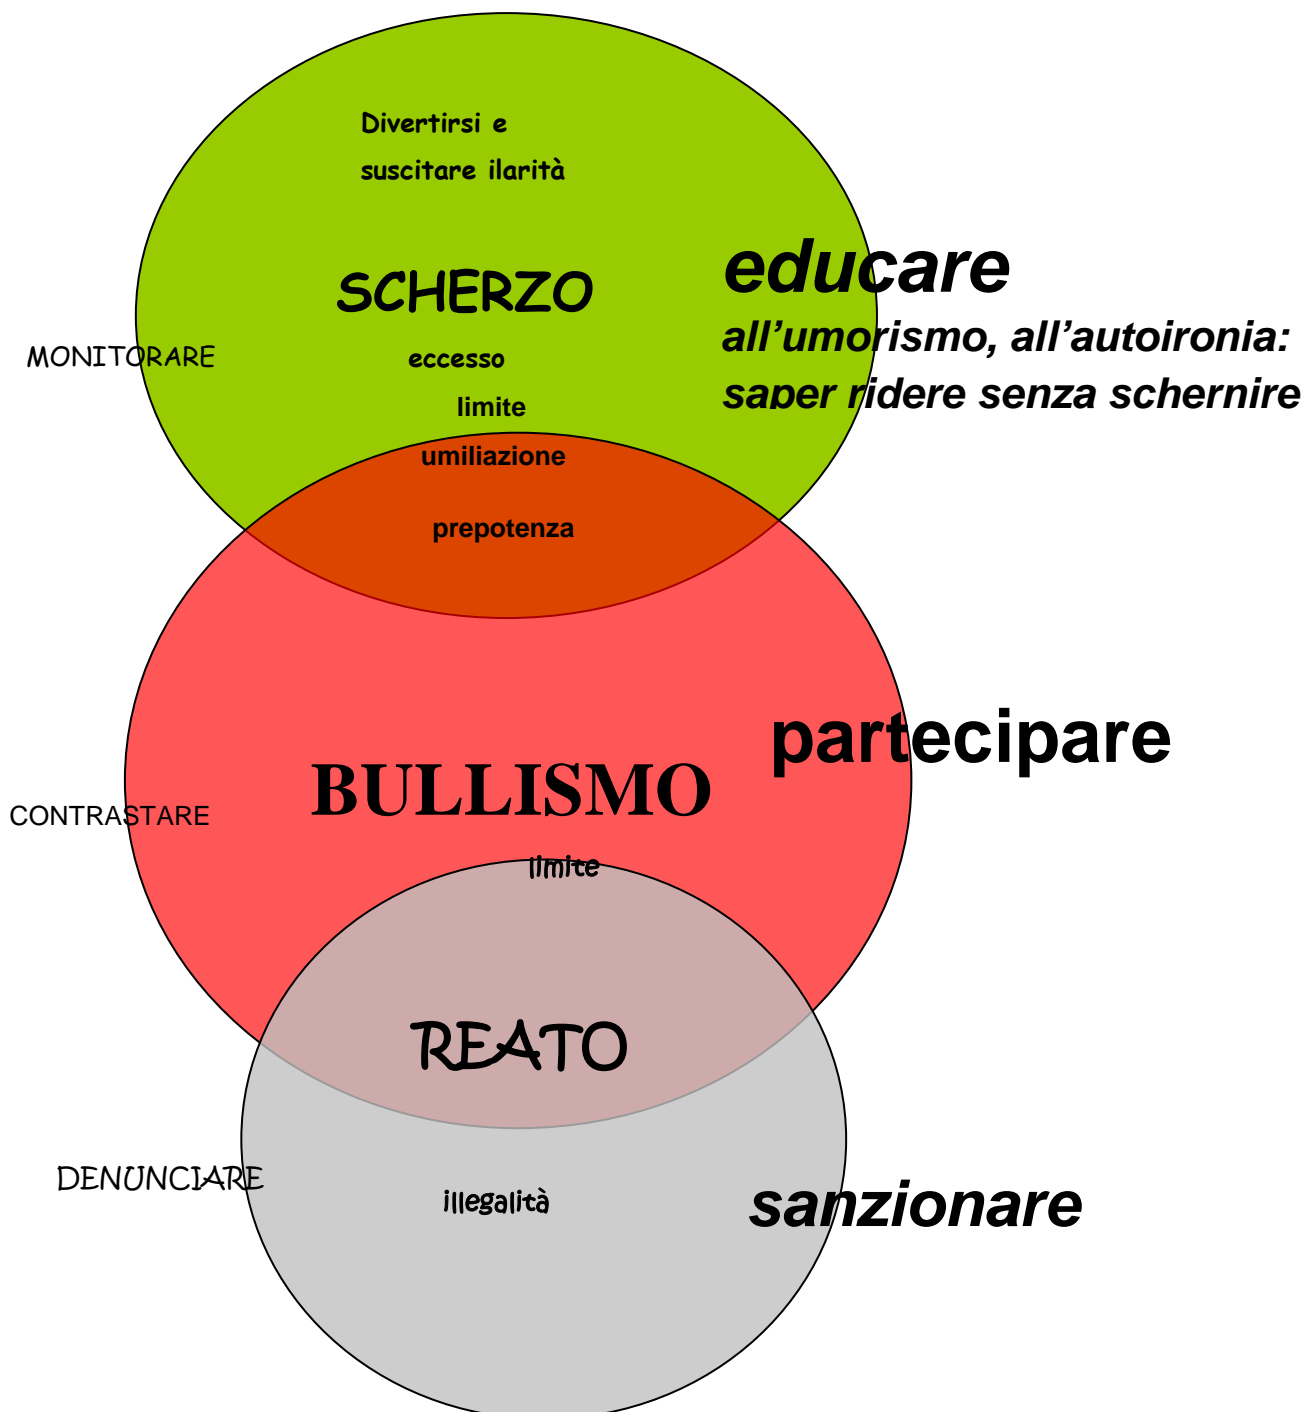 Divertirsi e
suscitare ilarità
educare
SCHERZO
all'umorismo, all'autoironia:
MONITORARE
eccesso
saper ridere senza schernire
limite
umiliazione
prepotenza
partecipare
BULLISMO
CONTRASTARE
limite
REATO
DENUNCIARE
illegalità
sanzionare